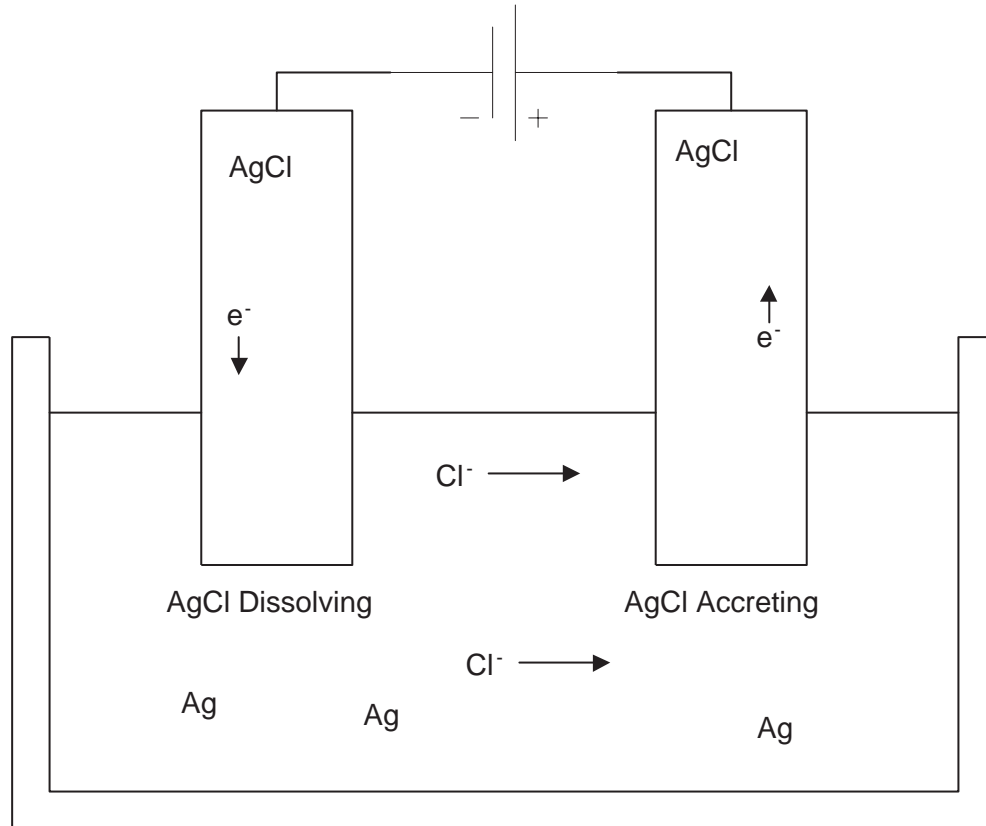 − +
AgCl AgCl
e⁻ e⁻
Cl⁻
AgCl Dissolving AgCl Accreting
Cl⁻
Ag Ag Ag